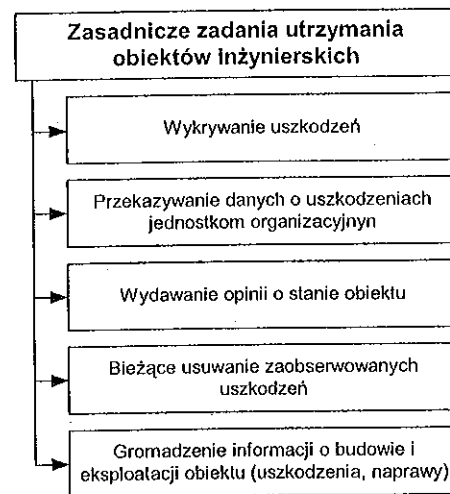 Zasadnicze zadania utrzymania
obiektów inżynierskich
Wykrywanie uszkodzeń
Przekazywanie danych o uszkodzeniach
jednostkom organizacyjnyn
Wydawanie opinii o stanie obiektu
Bieżące usuwanie zaobserwowanych
uszkodzeń
Gromadzenie informacji o budowie i
eksploatacji obiektu (uszkodzenia, naprawy)